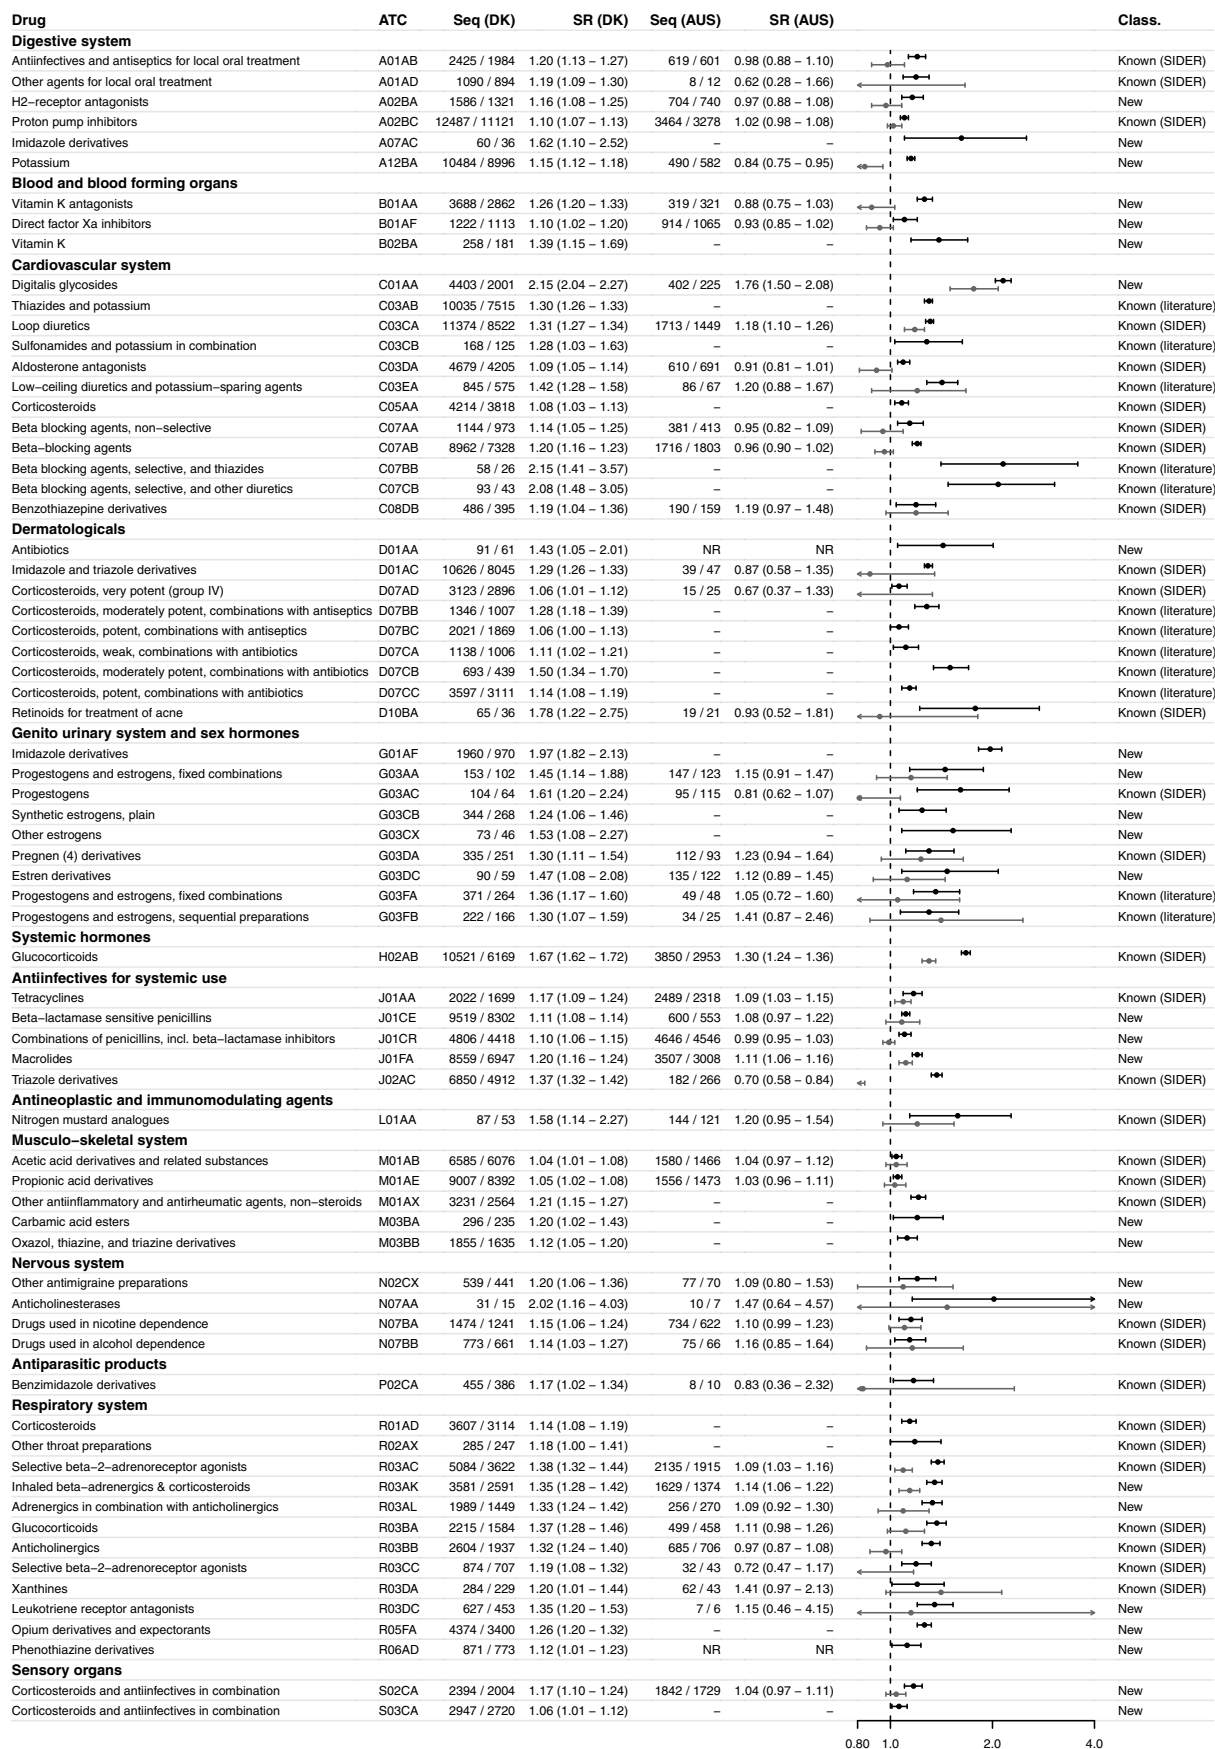 Drug ATC Seq (DK) SR (DK) Seq (AUS) SR (AUS) Class.
Digestive system
Antiinfectives and antiseptics for local oral treatment A01AB 2425 / 1984 1.20 (1.13 − 1.27) 619 / 601 0.98 (0.88 − 1.10) Known (SIDER)
Other agents for local oral treatment A01AD 1090 / 894 1.19 (1.09 − 1.30) 8 / 12 0.62 (0.28 − 1.66) Known (SIDER)
H2−receptor antagonists A02BA 1586 / 1321 1.16 (1.08 − 1.25) 704 / 740 0.97 (0.88 − 1.08) New
Proton pump inhibitors A02BC 12487 / 11121 1.10 (1.07 − 1.13) 3464 / 3278 1.02 (0.98 − 1.08) Known (SIDER)
Imidazole derivatives A07AC 60 / 36 1.62 (1.10 − 2.52) − − New
Potassium A12BA 10484 / 8996 1.15 (1.12 − 1.18) 490 / 582 0.84 (0.75 − 0.95) New
Blood and blood forming organs
Vitamin K antagonists B01AA 3688 / 2862 1.26 (1.20 − 1.33) 319 / 321 0.88 (0.75 − 1.03) New
Direct factor Xa inhibitors B01AF 1222 / 1113 1.10 (1.02 − 1.20) 914 / 1065 0.93 (0.85 − 1.02) New
Vitamin K B02BA 258 / 181 1.39 (1.15 − 1.69) − − New
Cardiovascular system
Digitalis glycosides C01AA 4403 / 2001 2.15 (2.04 − 2.27) 402 / 225 1.76 (1.50 − 2.08) New
Thiazides and potassium C03AB 10035 / 7515 1.30 (1.26 − 1.33) − − Known (literature)
Loop diuretics C03CA 11374 / 8522 1.31 (1.27 − 1.34) 1713 / 1449 1.18 (1.10 − 1.26) Known (SIDER)
Sulfonamides and potassium in combination C03CB 168 / 125 1.28 (1.03 − 1.63) − − Known (literature)
Aldosterone antagonists C03DA 4679 / 4205 1.09 (1.05 − 1.14) 610 / 691 0.91 (0.81 − 1.01) Known (SIDER)
Low−ceiling diuretics and potassium−sparing agents C03EA 845 / 575 1.42 (1.28 − 1.58) 86 / 67 1.20 (0.88 − 1.67) Known (literature)
Corticosteroids C05AA 4214 / 3818 1.08 (1.03 − 1.13) − − Known (SIDER)
Beta blocking agents, non−selective C07AA 1144 / 973 1.14 (1.05 − 1.25) 381 / 413 0.95 (0.82 − 1.09) Known (SIDER)
Beta−blocking agents C07AB 8962 / 7328 1.20 (1.16 − 1.23) 1716 / 1803 0.96 (0.90 − 1.02) Known (SIDER)
Beta blocking agents, selective, and thiazides C07BB 58 / 26 2.15 (1.41 − 3.57) − − Known (literature)
Beta blocking agents, selective, and other diuretics C07CB 93 / 43 2.08 (1.48 − 3.05) − − Known (literature)
Benzothiazepine derivatives C08DB 486 / 395 1.19 (1.04 − 1.36) 190 / 159 1.19 (0.97 − 1.48) Known (SIDER)
Dermatologicals
Antibiotics D01AA 91 / 61 1.43 (1.05 − 2.01) NR NR New
Imidazole and triazole derivatives D01AC 10626 / 8045 1.29 (1.26 − 1.33) 39 / 47 0.87 (0.58 − 1.35) Known (SIDER)
Corticosteroids, very potent (group IV) D07AD 3123 / 2896 1.06 (1.01 − 1.12) 15 / 25 0.67 (0.37 − 1.33) Known (SIDER)
Corticosteroids, moderately potent, combinations with antiseptics D07BB 1346 / 1007 1.28 (1.18 − 1.39) − − Known (literature)
Corticosteroids, potent, combinations with antiseptics D07BC 2021 / 1869 1.06 (1.00 − 1.13) − − Known (literature)
Corticosteroids, weak, combinations with antibiotics D07CA 1138 / 1006 1.11 (1.02 − 1.21) − − Known (literature)
Corticosteroids, moderately potent, combinations with antibiotics D07CB 693 / 439 1.50 (1.34 − 1.70) − − Known (literature)
Corticosteroids, potent, combinations with antibiotics D07CC 3597 / 3111 1.14 (1.08 − 1.19) − − Known (literature)
Retinoids for treatment of acne D10BA 65 / 36 1.78 (1.22 − 2.75) 19 / 21 0.93 (0.52 − 1.81) Known (SIDER)
Genito urinary system and sex hormones
Imidazole derivatives G01AF 1960 / 970 1.97 (1.82 − 2.13) − − New
Progestogens and estrogens, fixed combinations G03AA 153 / 102 1.45 (1.14 − 1.88) 147 / 123 1.15 (0.91 − 1.47) New
Progestogens G03AC 104 / 64 1.61 (1.20 − 2.24) 95 / 115 0.81 (0.62 − 1.07) Known (SIDER)
Synthetic estrogens, plain G03CB 344 / 268 1.24 (1.06 − 1.46) − − New
Other estrogens G03CX 73 / 46 1.53 (1.08 − 2.27) − − New
Pregnen (4) derivatives G03DA 335 / 251 1.30 (1.11 − 1.54) 112 / 93 1.23 (0.94 − 1.64) Known (SIDER)
Estren derivatives G03DC 90 / 59 1.47 (1.08 − 2.08) 135 / 122 1.12 (0.89 − 1.45) New
Progestogens and estrogens, fixed combinations G03FA 371 / 264 1.36 (1.17 − 1.60) 49 / 48 1.05 (0.72 − 1.60) Known (literature)
Progestogens and estrogens, sequential preparations G03FB 222 / 166 1.30 (1.07 − 1.59) 34 / 25 1.41 (0.87 − 2.46) Known (literature)
Systemic hormones
Glucocorticoids H02AB 10521 / 6169 1.67 (1.62 − 1.72) 3850 / 2953 1.30 (1.24 − 1.36) Known (SIDER)
Antiinfectives for systemic use
Tetracyclines J01AA 2022 / 1699 1.17 (1.09 − 1.24) 2489 / 2318 1.09 (1.03 − 1.15) Known (SIDER)
Beta−lactamase sensitive penicillins J01CE 9519 / 8302 1.11 (1.08 − 1.14) 600 / 553 1.08 (0.97 − 1.22) New
Combinations of penicillins, incl. beta−lactamase inhibitors J01CR 4806 / 4418 1.10 (1.06 − 1.15) 4646 / 4546 0.99 (0.95 − 1.03) New
Macrolides J01FA 8559 / 6947 1.20 (1.16 − 1.24) 3507 / 3008 1.11 (1.06 − 1.16) New
Triazole derivatives J02AC 6850 / 4912 1.37 (1.32 − 1.42) 182 / 266 0.70 (0.58 − 0.84) Known (SIDER)
Antineoplastic and immunomodulating agents
Nitrogen mustard analogues L01AA 87 / 53 1.58 (1.14 − 2.27) 144 / 121 1.20 (0.95 − 1.54) Known (SIDER)
Musculo−skeletal system
Acetic acid derivatives and related substances M01AB 6585 / 6076 1.04 (1.01 − 1.08) 1580 / 1466 1.04 (0.97 − 1.12) Known (SIDER)
Propionic acid derivatives M01AE 9007 / 8392 1.05 (1.02 − 1.08) 1556 / 1473 1.03 (0.96 − 1.11) Known (SIDER)
Other antiinflammatory and antirheumatic agents, non−steroids M01AX 3231 / 2564 1.21 (1.15 − 1.27) − − Known (SIDER)
Carbamic acid esters M03BA 296 / 235 1.20 (1.02 − 1.43) − − New
Oxazol, thiazine, and triazine derivatives M03BB 1855 / 1635 1.12 (1.05 − 1.20) − − New
Nervous system
Other antimigraine preparations N02CX 539 / 441 1.20 (1.06 − 1.36) 77 / 70 1.09 (0.80 − 1.53) New
Anticholinesterases N07AA 31 / 15 2.02 (1.16 − 4.03) 10 / 7 1.47 (0.64 − 4.57) New
Drugs used in nicotine dependence N07BA 1474 / 1241 1.15 (1.06 − 1.24) 734 / 622 1.10 (0.99 − 1.23) Known (SIDER)
Drugs used in alcohol dependence N07BB 773 / 661 1.14 (1.03 − 1.27) 75 / 66 1.16 (0.85 − 1.64) Known (SIDER)
Antiparasitic products
Benzimidazole derivatives P02CA 455 / 386 1.17 (1.02 − 1.34) 8 / 10 0.83 (0.36 − 2.32) Known (SIDER)
Respiratory system
Corticosteroids R01AD 3607 / 3114 1.14 (1.08 − 1.19) − − Known (SIDER)
Other throat preparations R02AX 285 / 247 1.18 (1.00 − 1.41) − − Known (SIDER)
Selective beta−2−adrenoreceptor agonists R03AC 5084 / 3622 1.38 (1.32 − 1.44) 2135 / 1915 1.09 (1.03 − 1.16) Known (SIDER)
Inhaled beta−adrenergics & corticosteroids R03AK 3581 / 2591 1.35 (1.28 − 1.42) 1629 / 1374 1.14 (1.06 − 1.22) New
Adrenergics in combination with anticholinergics R03AL 1989 / 1449 1.33 (1.24 − 1.42) 256 / 270 1.09 (0.92 − 1.30) New
Glucocorticoids R03BA 2215 / 1584 1.37 (1.28 − 1.46) 499 / 458 1.11 (0.98 − 1.26) Known (SIDER)
Anticholinergics R03BB 2604 / 1937 1.32 (1.24 − 1.40) 685 / 706 0.97 (0.87 − 1.08) Known (SIDER)
Selective beta−2−adrenoreceptor agonists R03CC 874 / 707 1.19 (1.08 − 1.32) 32 / 43 0.72 (0.47 − 1.17) Known (SIDER)
Xanthines R03DA 284 / 229 1.20 (1.01 − 1.44) 62 / 43 1.41 (0.97 − 2.13) Known (SIDER)
Leukotriene receptor antagonists R03DC 627 / 453 1.35 (1.20 − 1.53) 7 / 6 1.15 (0.46 − 4.15) New
Opium derivatives and expectorants R05FA 4374 / 3400 1.26 (1.20 − 1.32) − − New
Phenothiazine derivatives R06AD 871 / 773 1.12 (1.01 − 1.23) NR NR New
Sensory organs
Corticosteroids and antiinfectives in combination S02CA 2394 / 2004 1.17 (1.10 − 1.24) 1842 / 1729 1.04 (0.97 − 1.11) New
Corticosteroids and antiinfectives in combination S03CA 2947 / 2720 1.06 (1.01 − 1.12) − − New
0.80 1.0 2.0 4.0